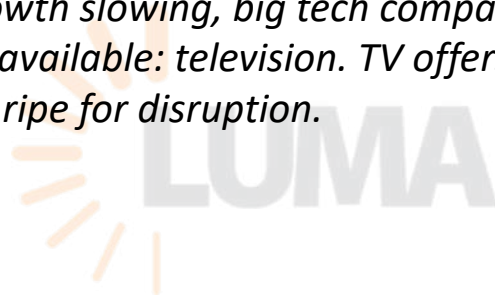 owth slowing, big tech compa
available: television. TV offer
ripe for disruption.
LUMA